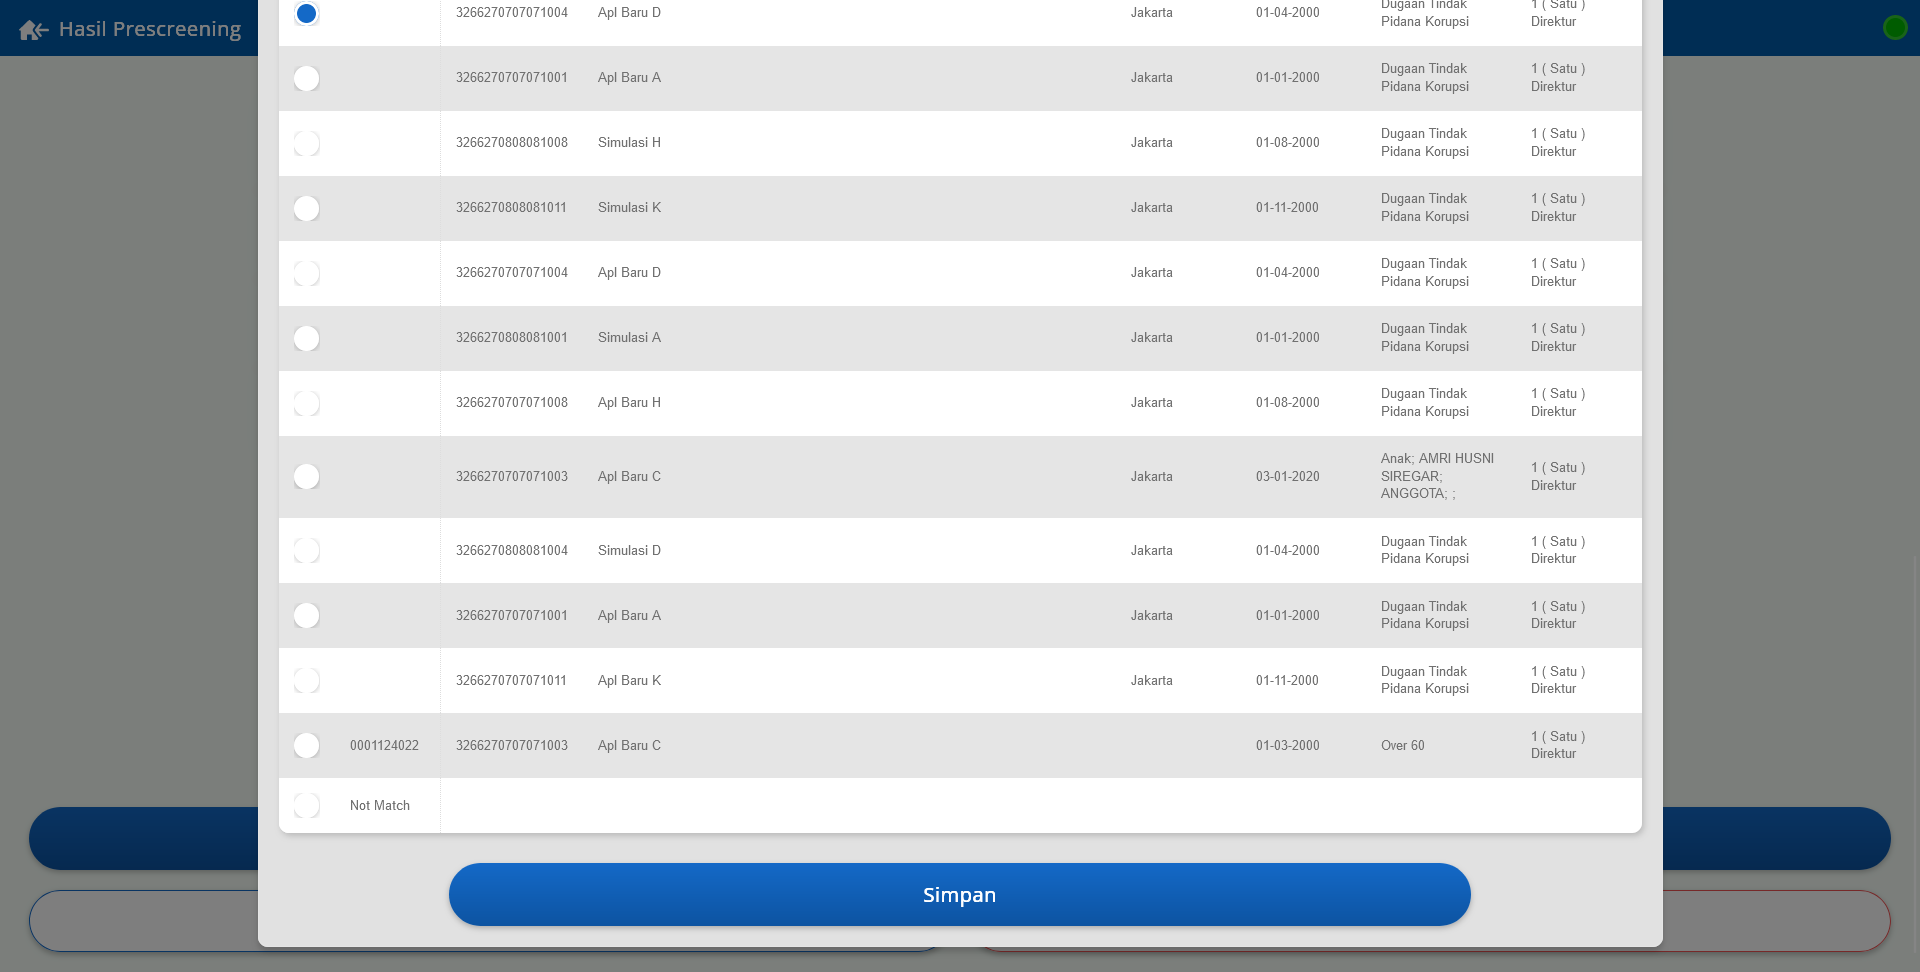 Hasil Prescreening
3266270707071004 Apl Baru D Jakarta 01-04-2000 Dugaan Tindak Pidana Korupsi 1 ( Satu ) Direktur
3266270707071001 Apl Baru A Jakarta 01-01-2000 Dugaan Tindak Pidana Korupsi 1 ( Satu ) Direktur
3266270808081008 Simulasi H Jakarta 01-08-2000 Dugaan Tindak Pidana Korupsi 1 ( Satu ) Direktur
3266270808081011 Simulasi K Jakarta 01-11-2000 Dugaan Tindak Pidana Korupsi 1 ( Satu ) Direktur
3266270707071004 Apl Baru D Jakarta 01-04-2000 Dugaan Tindak Pidana Korupsi 1 ( Satu ) Direktur
3266270808081001 Simulasi A Jakarta 01-01-2000 Dugaan Tindak Pidana Korupsi 1 ( Satu ) Direktur
3266270707071008 Apl Baru H Jakarta 01-08-2000 Dugaan Tindak Pidana Korupsi 1 ( Satu ) Direktur
3266270707071003 Apl Baru C Jakarta 03-01-2020 Anak; AMRI HUSNI SIREGAR; ANGGOTA; ; 1 ( Satu ) Direktur
3266270808081004 Simulasi D Jakarta 01-04-2000 Dugaan Tindak Pidana Korupsi 1 ( Satu ) Direktur
3266270707071001 Apl Baru A Jakarta 01-01-2000 Dugaan Tindak Pidana Korupsi 1 ( Satu ) Direktur
3266270707071011 Apl Baru K Jakarta 01-11-2000 Dugaan Tindak Pidana Korupsi 1 ( Satu ) Direktur
0001124022 3266270707071003 Apl Baru C 01-03-2000 Over 60 1 ( Satu ) Direktur
Not Match
Simpan